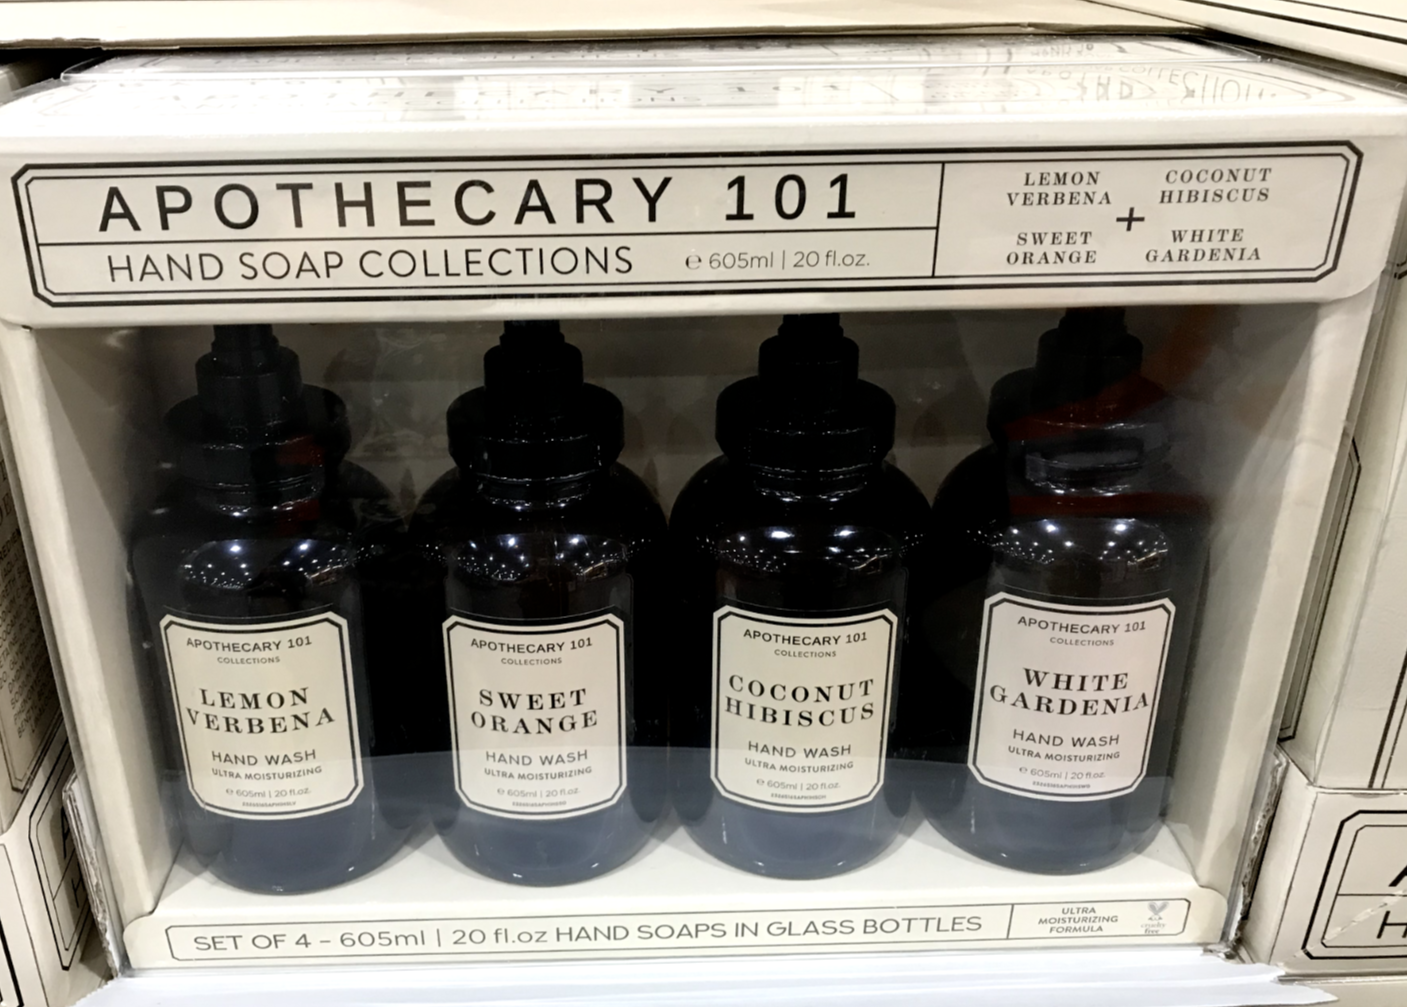 APOTHECARY 101
HAND SOAP COLLECTIONS ℮ 605ml | 20 fl.oz.
LEMON
VERBENA
COCONUT
HIBISCUS
+
SWEET
ORANGE
WHITE
GARDENIA
APOTHECARY 101
COLLECTIONS
LEMON
VERBENA
HAND WASH
ULTRA MOISTURIZING
℮ 605ml | 20 fl.oz.
APOTHECARY 101
COLLECTIONS
SWEET
ORANGE
HAND WASH
ULTRA MOISTURIZING
℮ 605ml | 20 fl.oz.
APOTHECARY 101
COLLECTIONS
COCONUT
HIBISCUS
HAND WASH
ULTRA MOISTURIZING
℮ 605ml | 20 fl.oz.
APOTHECARY 101
COLLECTIONS
WHITE
GARDENIA
HAND WASH
ULTRA MOISTURIZING
℮ 605ml | 20 fl.oz.
SET OF 4 – 605ml | 20 fl.oz HAND SOAPS IN GLASS BOTTLES
ULTRA
MOISTURIZING
FORMULA
cruelty
free